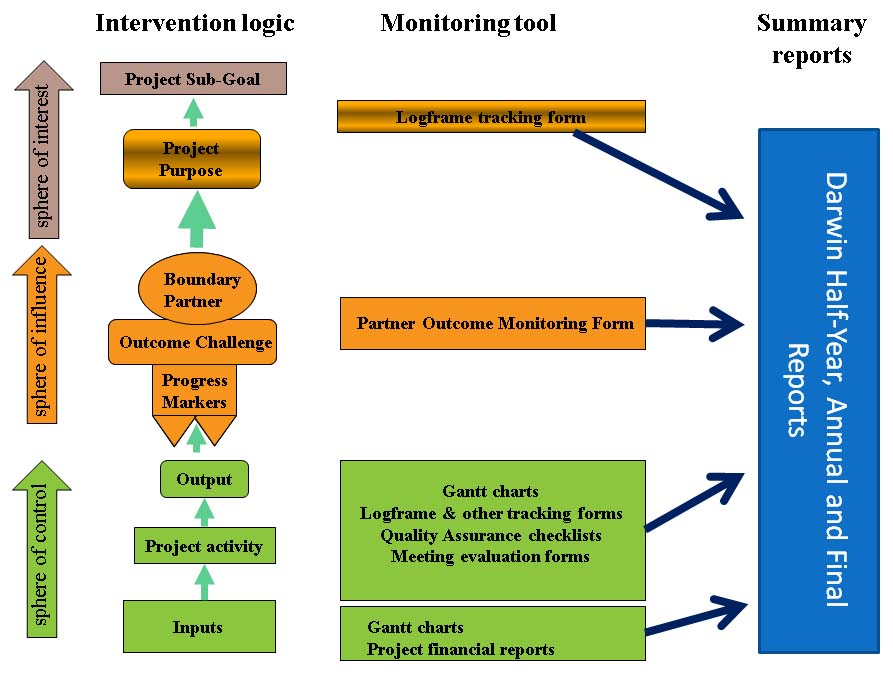 Intervention logic
Monitoring tool
Summary
reports
sphere of interest
Project Sub-Goal
Project
Purpose
Logframe tracking form
sphere of influence
Boundary
Partner
Outcome Challenge
Progress
Markers
Partner Outcome Monitoring Form
sphere of control
Output
Project activity
Inputs
Gantt charts
Logframe & other tracking forms
Quality Assurance checklists
Meeting evaluation forms
Gantt charts
Project financial reports
Darwin Half-Year, Annual and Final
Reports